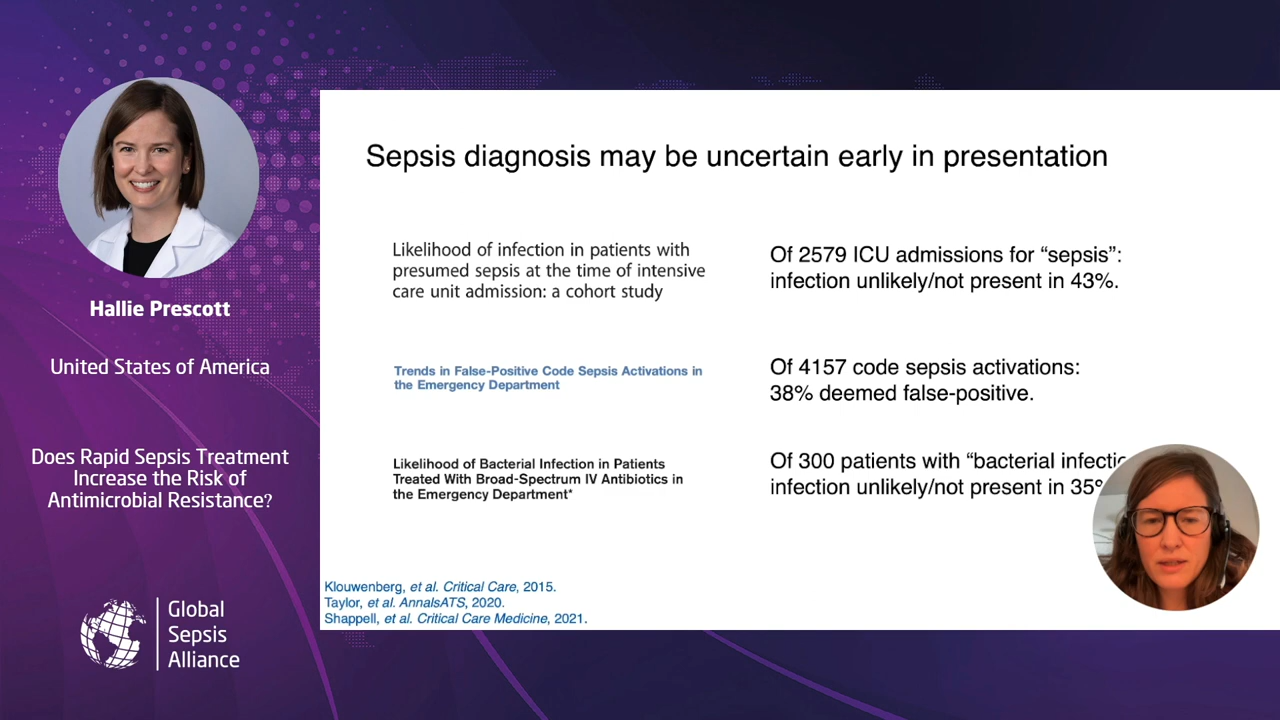 Hallie Prescott
United States of America
Does Rapid Sepsis Treatment
Increase the Risk of
Antimicrobial Resistance?
Global
Sepsis
Alliance
Sepsis diagnosis may be uncertain early in presentation
Likelihood of infection in patients with
presumed sepsis at the time of intensive
care unit admission: a cohort study
Of 2579 ICU admissions for “sepsis”:
infection unlikely/not present in 43%.
Trends in False-Positive Code Sepsis Activations in
the Emergency Department
Of 4157 code sepsis activations:
38% deemed false-positive.
Likelihood of Bacterial Infection in Patients
Treated With Broad-Spectrum IV Antibiotics in
the Emergency Department*
Of 300 patients with “bacterial
infection unlikely/not present in 35%
Klouwenberg, et al. Critical Care, 2015.
Taylor, et al. AnnalsATS, 2020.
Shappell, et al. Critical Care Medicine, 2021.